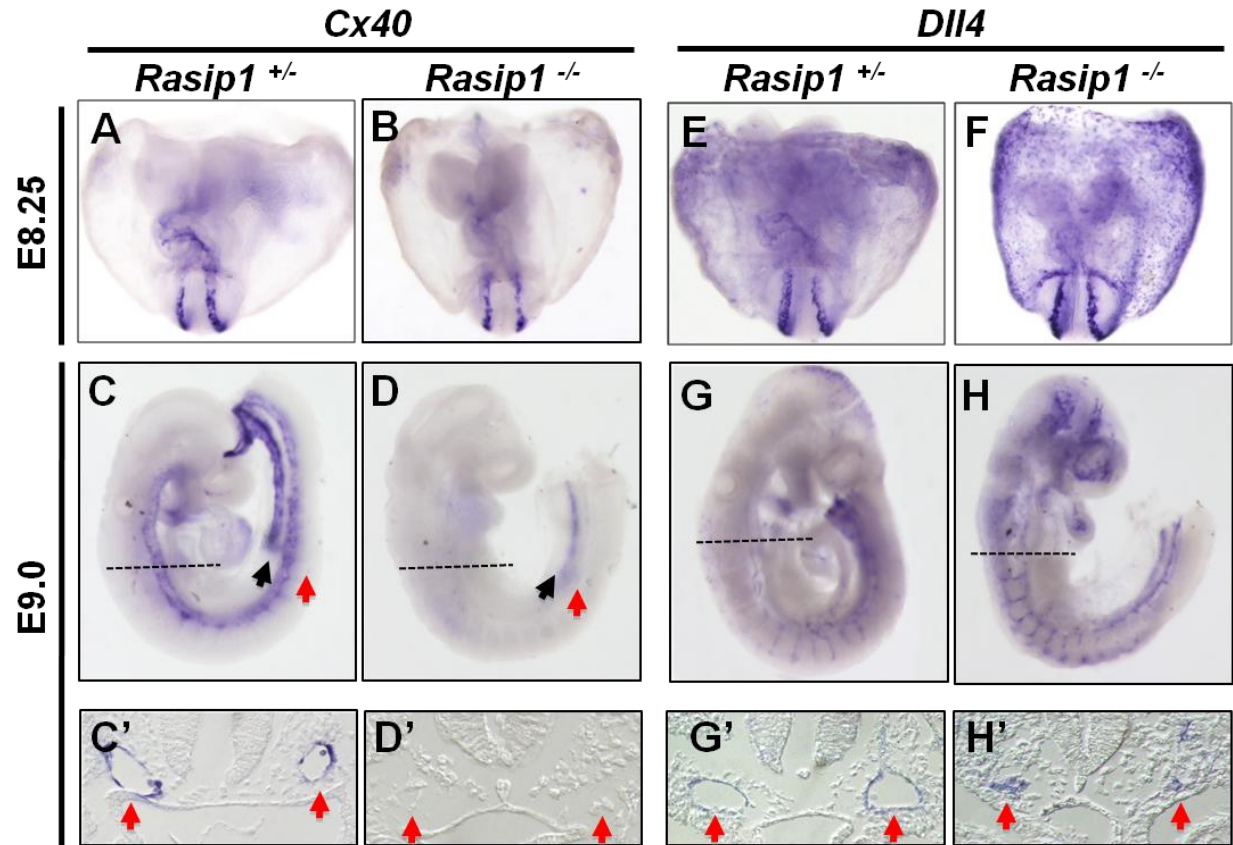 Cx40 Dll4
Rasip1 +/- Rasip1 -/- Rasip1 +/- Rasip1 -/-
E8.25
A B E F
E9.0
C D G H
C’ D’ G’ H’